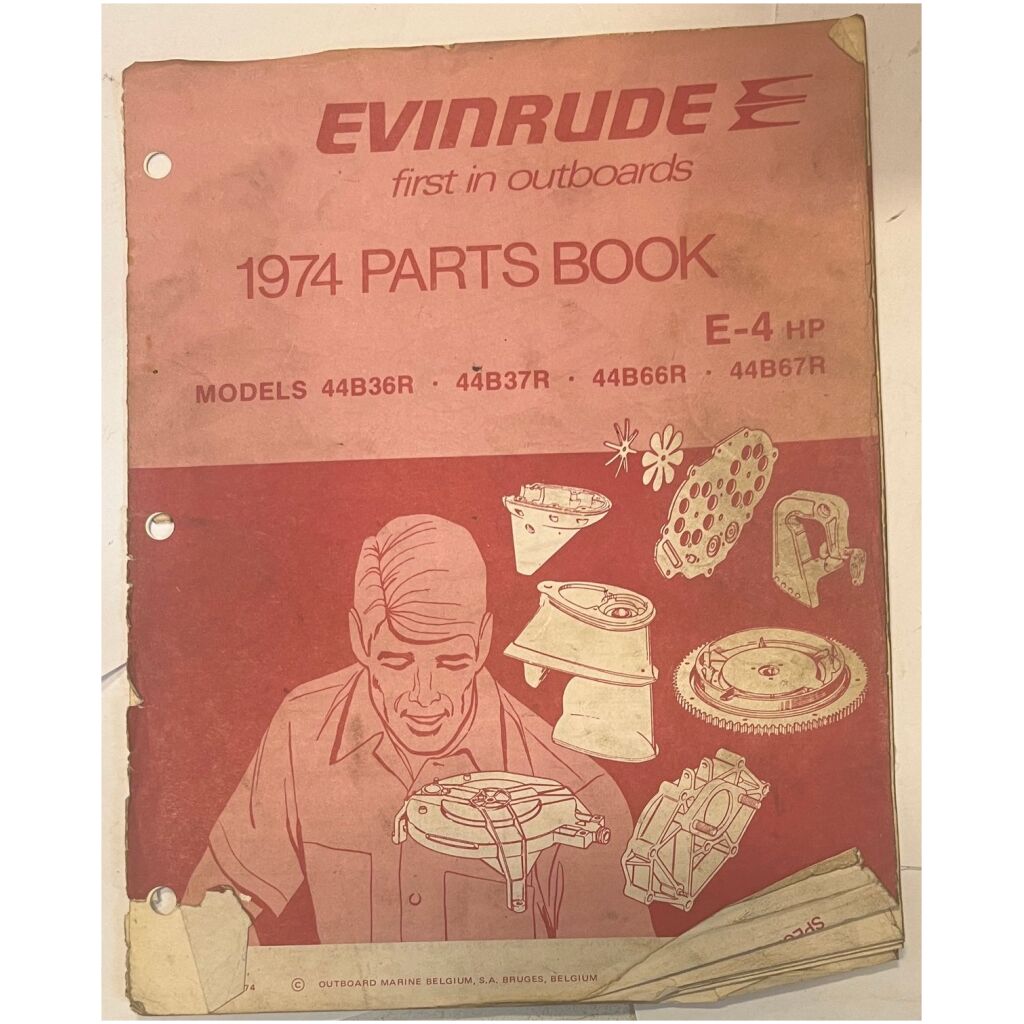 EVINRUDE
first in outboards
1974 PARTS BOOK
E-4 HP
MODELS 44B36R · 44B37R · 44B66R · 44B67R
74 © OUTBOARD MARINE BELGIUM, S.A. BRUGES, BELGIUM